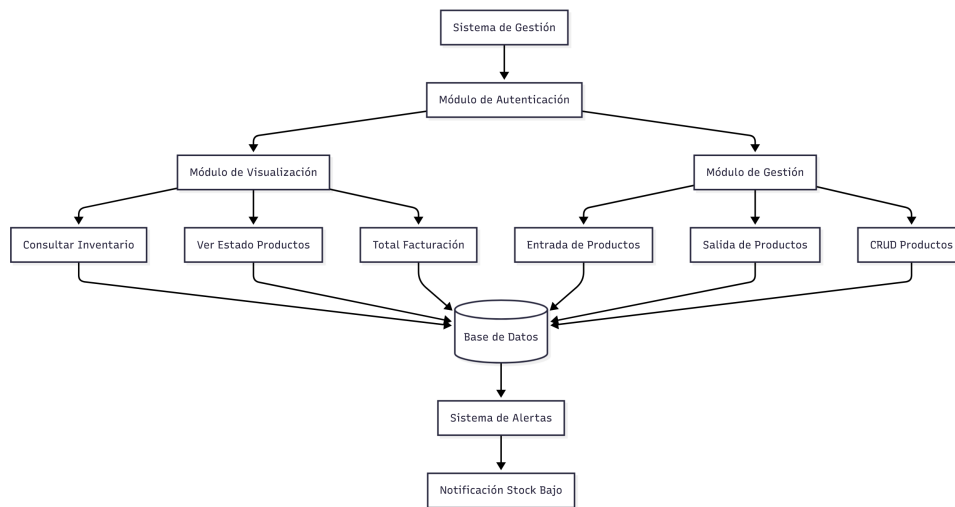 Sistema de Gestión
Módulo de Autenticación
Módulo de Visualización
Módulo de Gestión
Consultar Inventario
Ver Estado Productos
Total Facturación
Entrada de Productos
Salida de Productos
CRUD Productos
Base de Datos
Sistema de Alertas
Notificación Stock Bajo